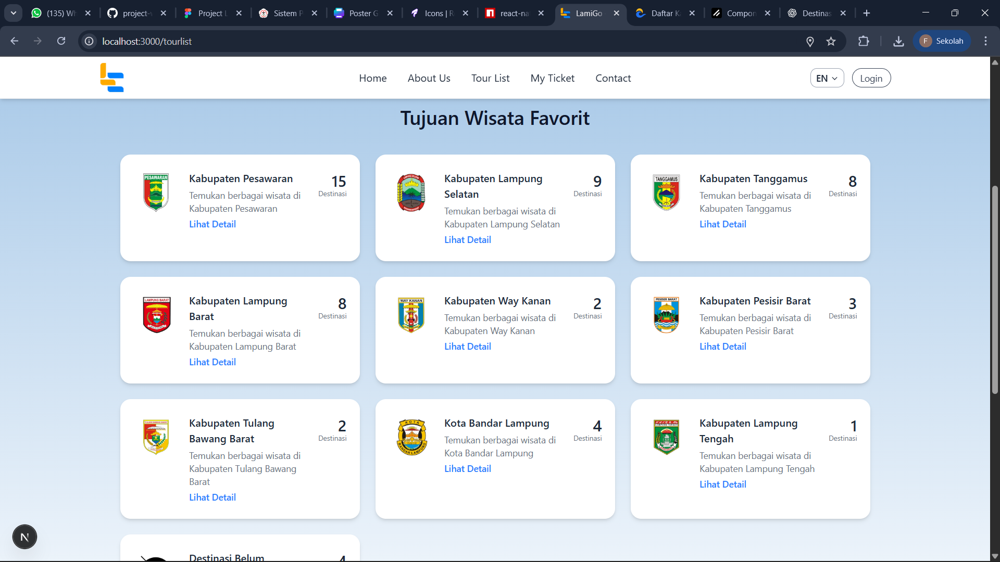 (135) Wh
project-
Project L
Sistem P
Poster G
Icons | R
react-na
LamiGo
Daftar K
Compon
Destinas
localhost:3000/tourlist
F Sekolah
Home About Us Tour List My Ticket Contact
EN Login
Tujuan Wisata Favorit
PESAWARAN
Kabupaten Pesawaran
15
Destinasi
Temukan berbagai wisata di
Kabupaten Pesawaran
Lihat Detail
Kabupaten Lampung
Selatan
9
Destinasi
Temukan berbagai wisata di
Kabupaten Lampung Selatan
Lihat Detail
TANGGAMUS
Kabupaten Tanggamus
8
Destinasi
Temukan berbagai wisata di
Kabupaten Tanggamus
Lihat Detail
LAMPUNG BARAT
Kabupaten Lampung
Barat
8
Destinasi
Temukan berbagai wisata di
Kabupaten Lampung Barat
Lihat Detail
WAY KANAN
Kabupaten Way Kanan
2
Destinasi
Temukan berbagai wisata di
Kabupaten Way Kanan
Lihat Detail
PESISIR BARAT
Kabupaten Pesisir Barat
3
Destinasi
Temukan berbagai wisata di
Kabupaten Pesisir Barat
Lihat Detail
Kabupaten Tulang
Bawang Barat
2
Destinasi
Temukan berbagai wisata di
Kabupaten Tulang Bawang
Barat
Lihat Detail
KOTA
BANDAR LAMPUNG
Kota Bandar Lampung
4
Destinasi
Temukan berbagai wisata di
Kota Bandar Lampung
Lihat Detail
LAMPUNG TENGAH
Kabupaten Lampung
Tengah
1
Destinasi
Temukan berbagai wisata di
Kabupaten Lampung Tengah
Lihat Detail
N
Destinasi Belum
4